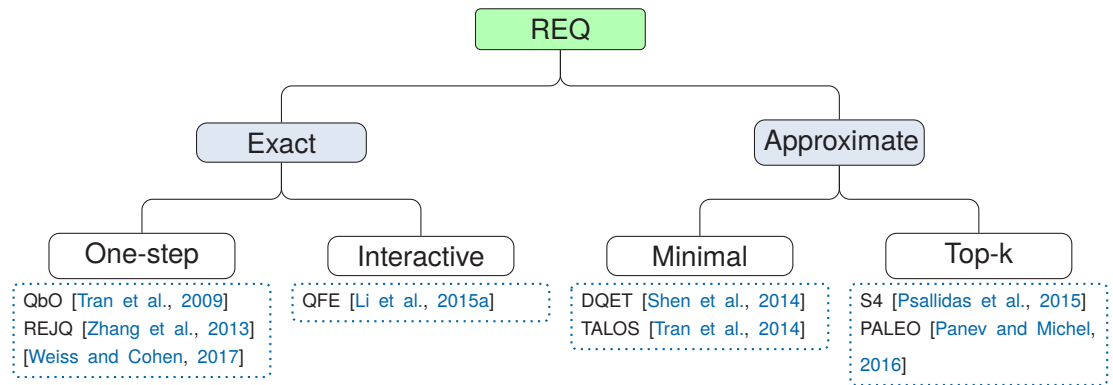 REQ
Exact
Approximate
One-step
Interactive
Minimal
Top-k
QbO [Tran et al., 2009]
REJQ [Zhang et al., 2013]
[Weiss and Cohen, 2017]
QFE [Li et al., 2015a]
DQET [Shen et al., 2014]
TALOS [Tran et al., 2014]
S4 [Psallidas et al., 2015]
PALEO [Panev and Michel,
2016]